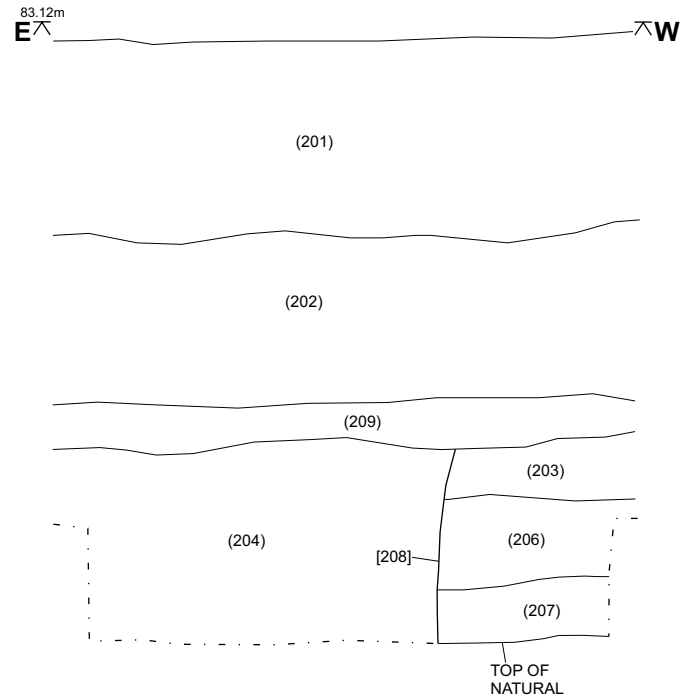 83.12m
E W
(201)
(202)
(209)
(203)
(204)
(206)
[208]
(207)
TOP OF
NATURAL